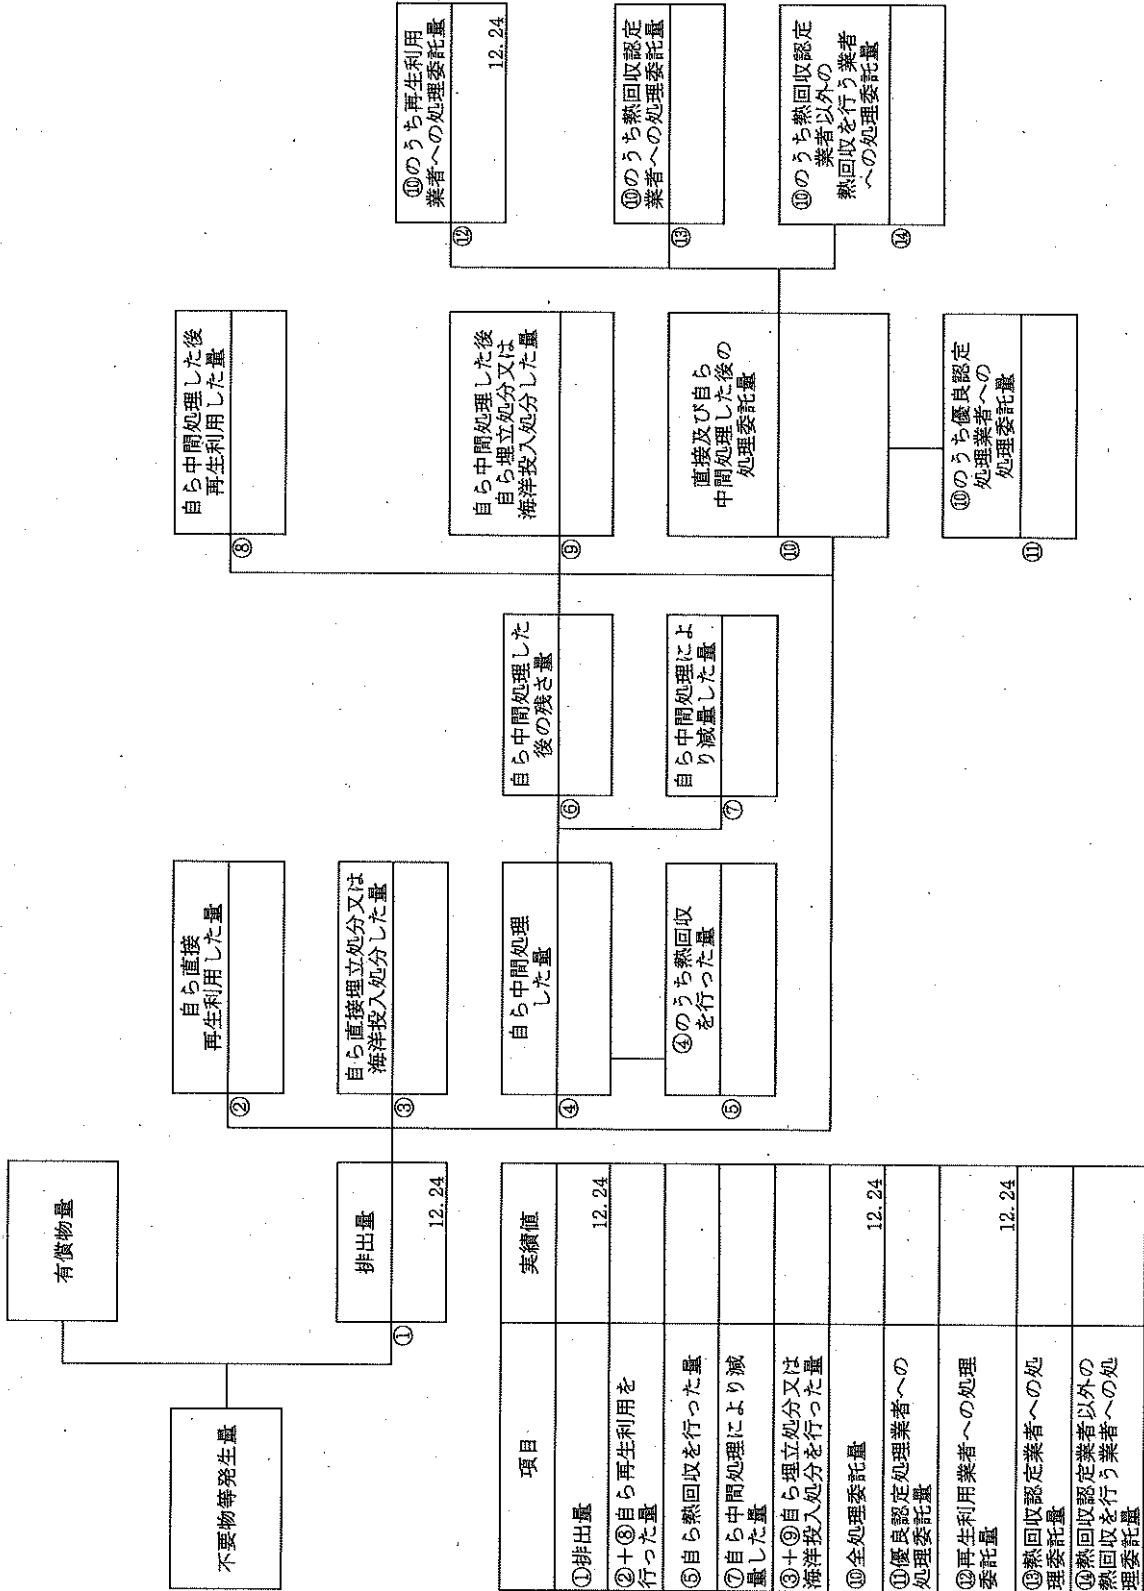 不要物等発生量
有償物量
排出量
①
12.24
自ら直接
再生利用した量
②
自ら直接埋立処分又は
海洋投入処分した量
③
自ら中間処理
した量
④
④のうち熱回収
を行った量
⑤
自ら中間処理した
後の残さ量
⑥
自ら中間処理によ
り減量した量
⑦
自ら中間処理した後
再生利用した量
⑧
自ら中間処理した後
自ら埋立処分又は
海洋投入処分した量
⑨
直接及び自ら
中間処理した後の
処理委託量
⑩
⑩のうち優良認定
処理業者への
処理委託量
⑪
⑩のうち再生利用
業者への処理委託量
⑫
12.24
⑩のうち熱回収認定
業者への処理委託量
⑬
⑩のうち熱回収認定
業者以外の
熱回収を行う業者
への処理委託量
⑭
項目 実績値
①排出量 12.24
②+⑧自ら再生利用を
行った量
⑤自ら熱回収を行った量
⑦自ら中間処理により減
量した量
③+⑨自ら埋立処分又は
海洋投入処分を行った量
⑩全処理委託量 12.24
⑪優良認定処理業者への
処理委託量
⑫再生利用業者への処理
委託量 12.24
⑬熱回収認定業者への処
理委託量
⑭熱回収認定業者以外の
熱回収を行う業者への処
理委託量